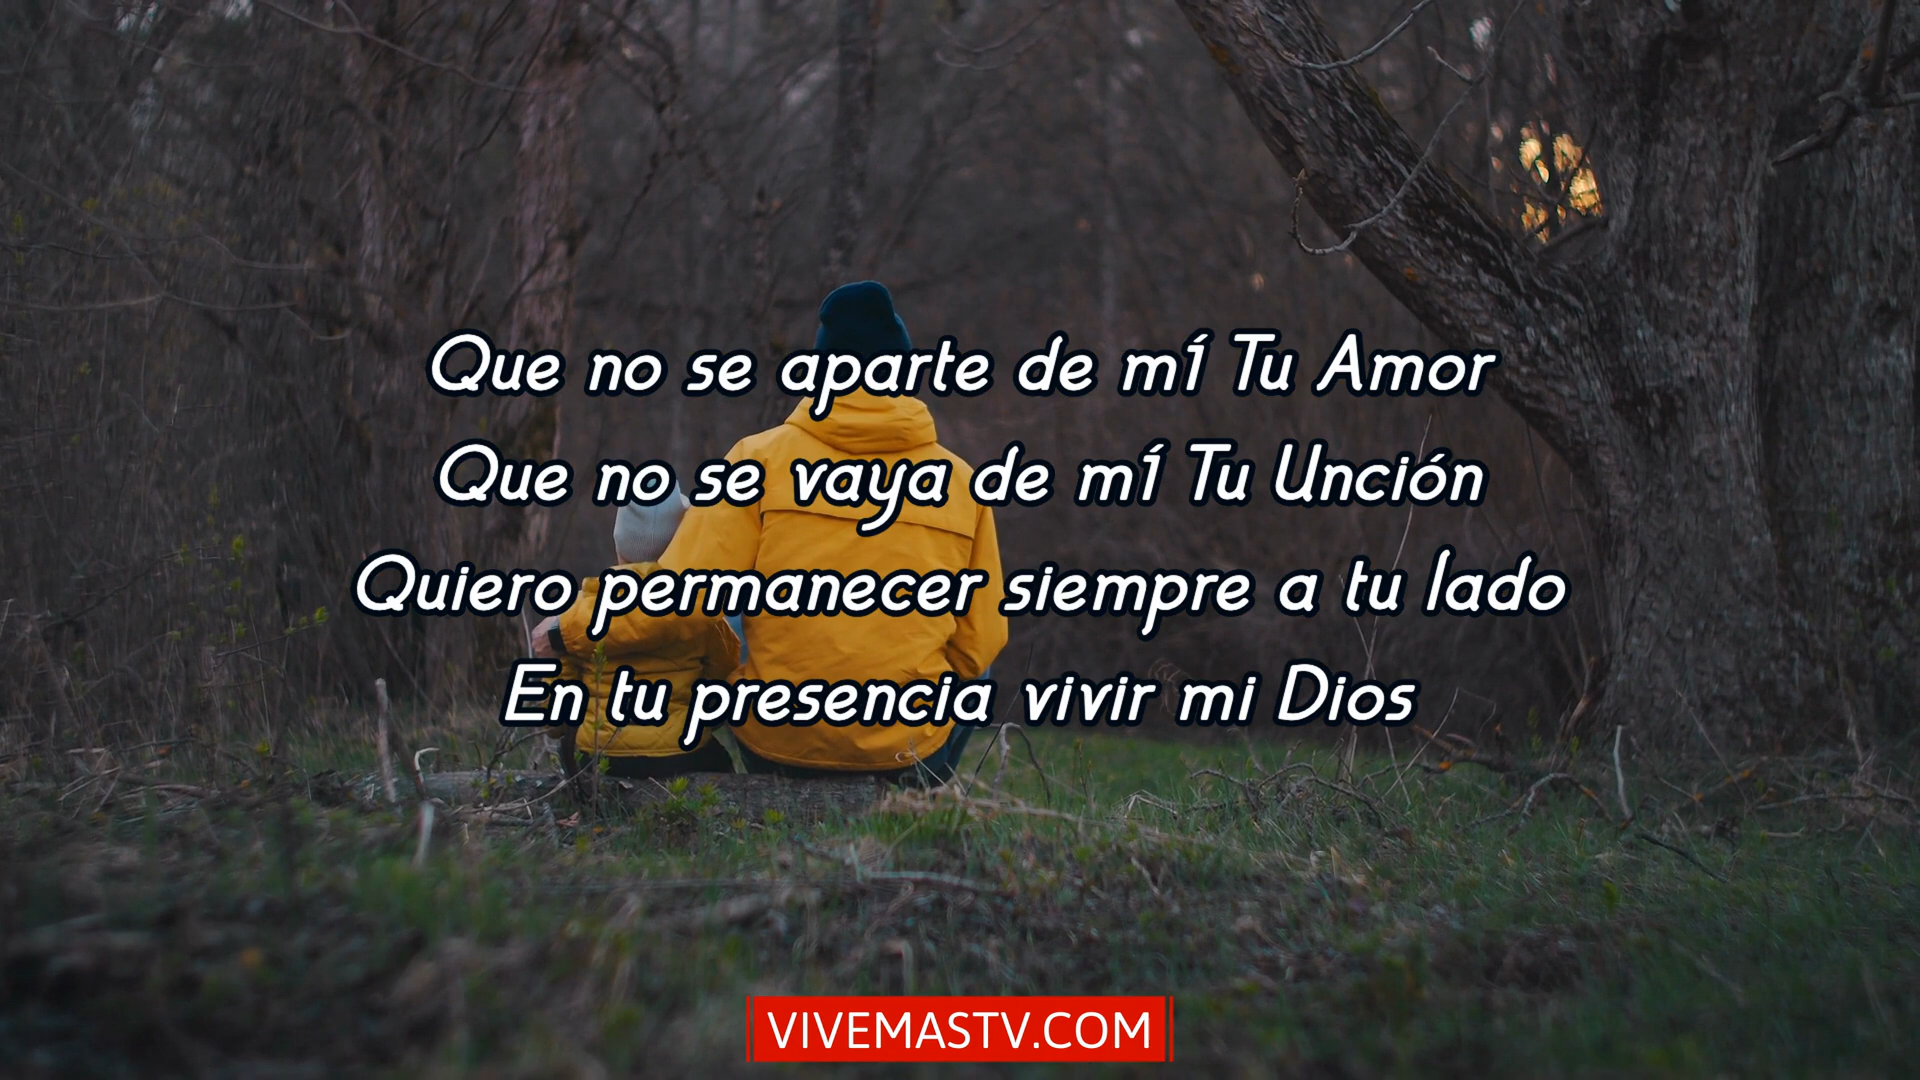 Que no se aparte de mí Tu Amor
Que no se vaya de mí Tu Unción
Quiero permanecer siempre a tu lado
En tu presencia vivir mi Dios
VIVEMASTV.COM